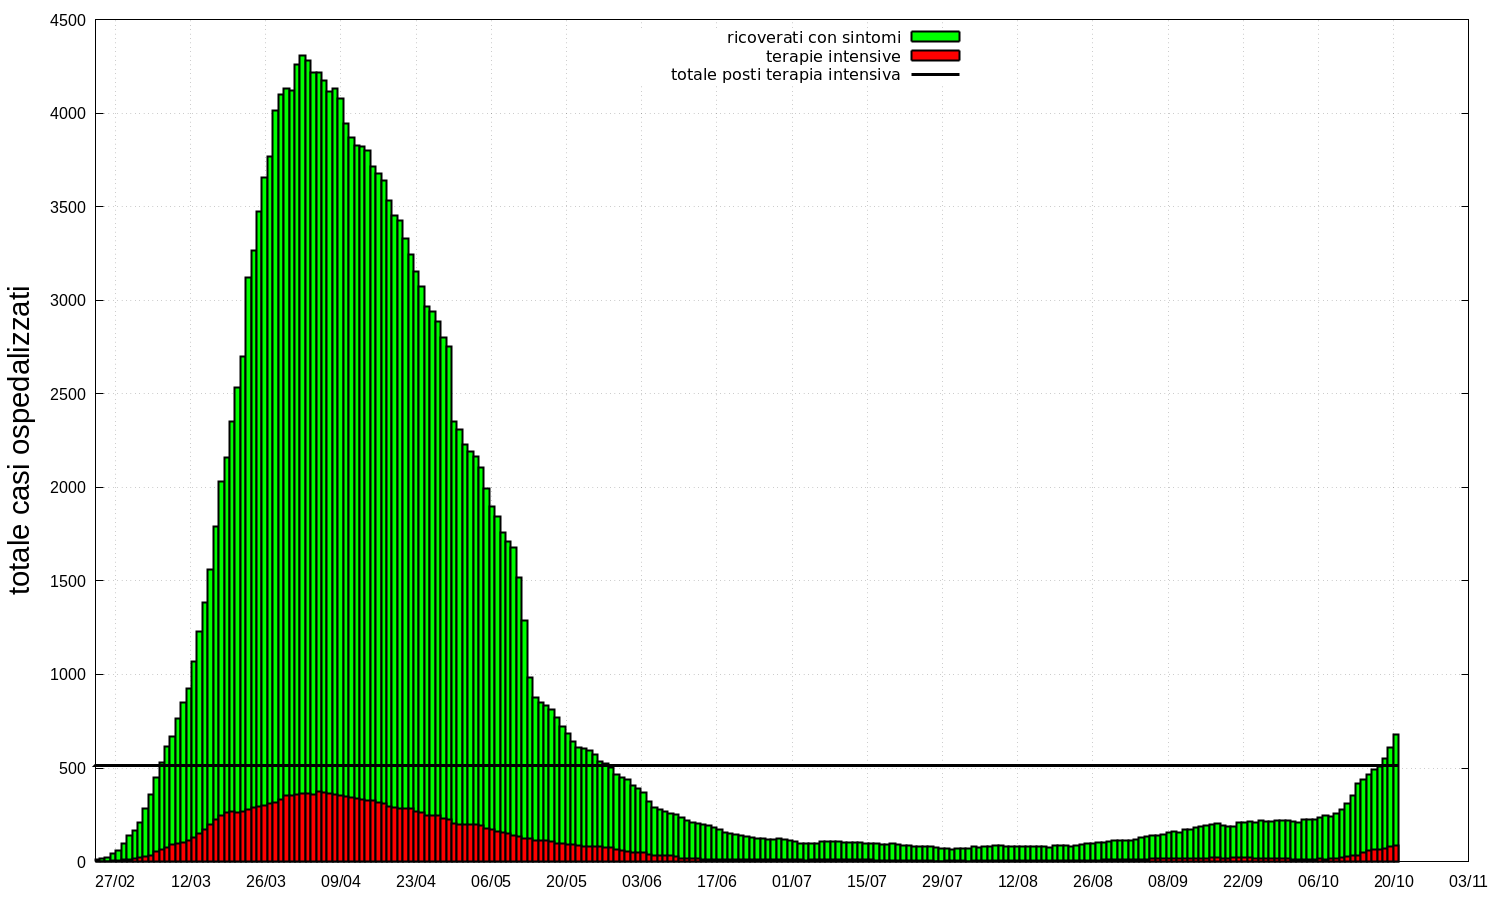 ricoverati con sintomi
terapie intensive
totale posti terapia intensiva
totale casi ospedalizzati
4500
4000
3500
3000
2500
2000
1500
1000
500
0
27/02 12/03 26/03 09/04 23/04 06/05 20/05 03/06 17/06 01/07 15/07 29/07 12/08 26/08 08/09 22/09 06/10 20/10 03/11